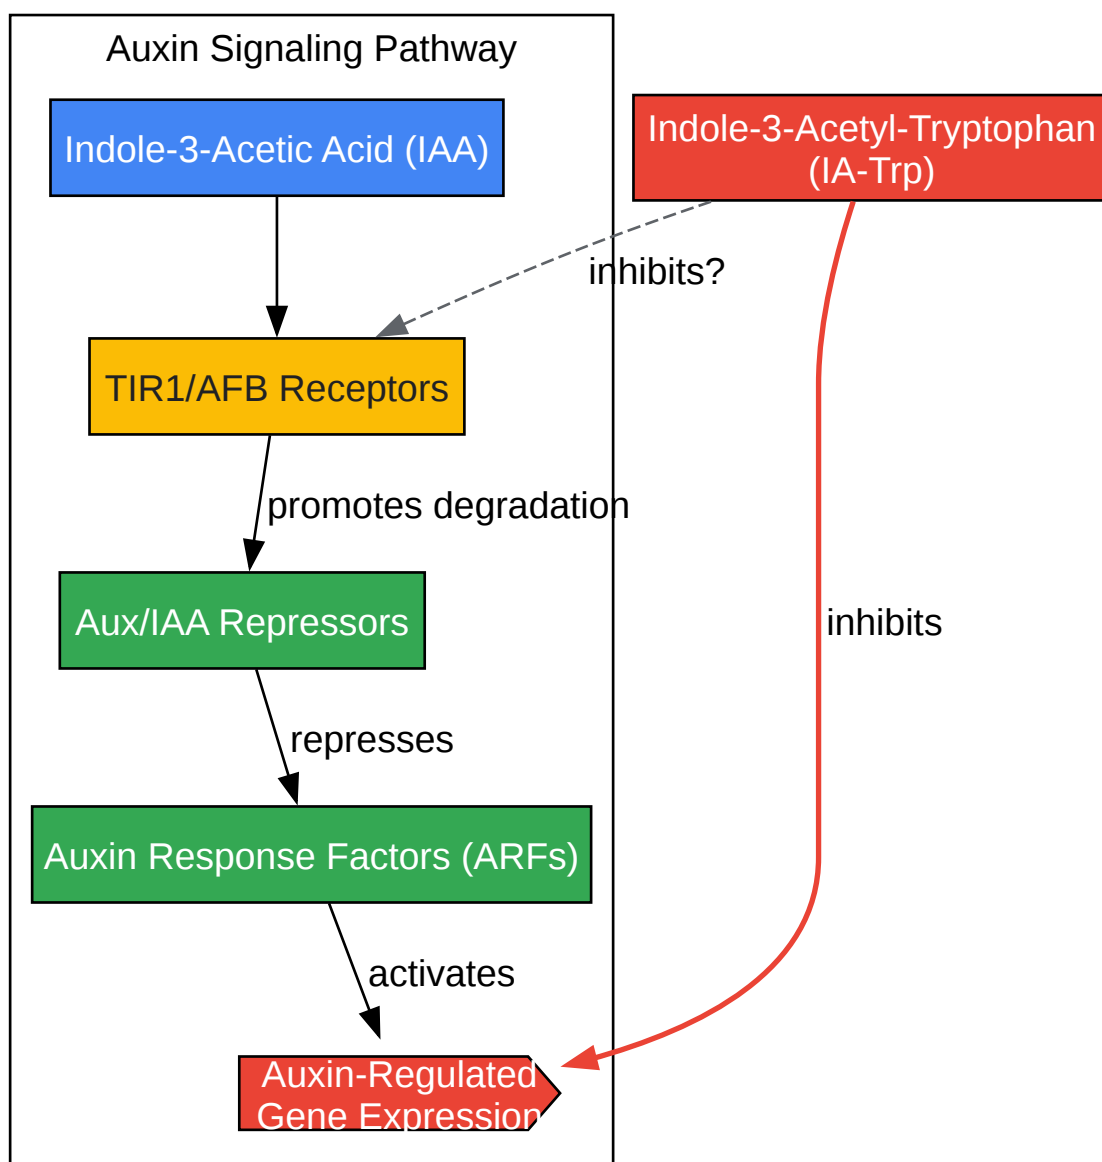 Auxin Signaling Pathway
Indole-3-Acetic Acid (IAA)
Indole-3-Acetyl-Tryptophan
(IA-Trp)
inhibits?
TIR1/AFB Receptors
promotes degradation
Aux/IAA Repressors
inhibits
represses
Auxin Response Factors (ARFs)
activates
Auxin-Regulated
Gene Expression